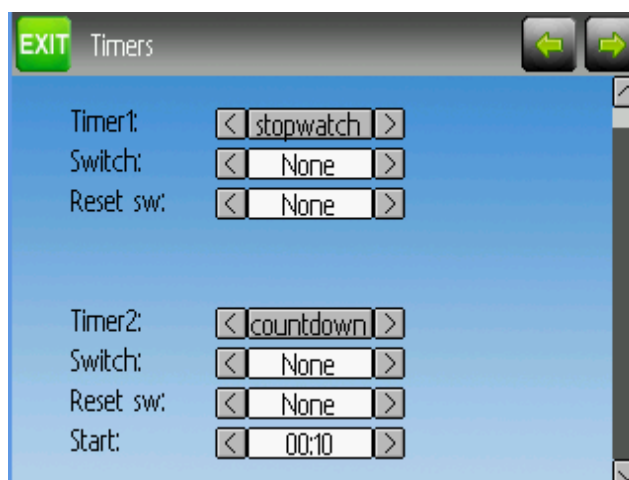 EXIT Timers
Timer1: stopwatch
Switch: None
Reset sw: None
Timer2: countdown
Switch: None
Reset sw: None
Start: 00:10